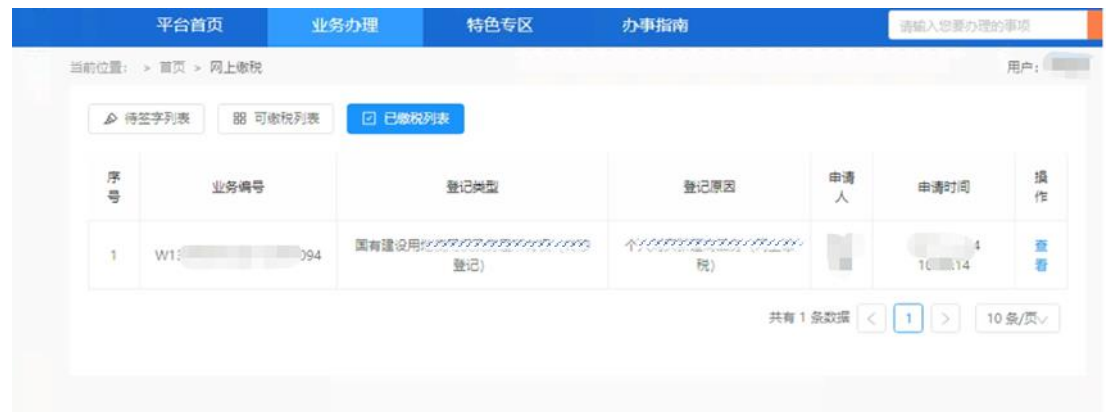 平台首页 业务办理 特色专区 办事指南 请输入您要办理的事项
当前位置： > 首页 > 网上缴税 用户：
待签字列表 可缴税列表 已缴税列表
序号 业务编号 登记类型 登记原因 申请人 申请时间 操作
1 W13 094 国有建设用 登记） 个 税） 4 10 14 查看
共有 1 条数据 < 1 > 10 条/页